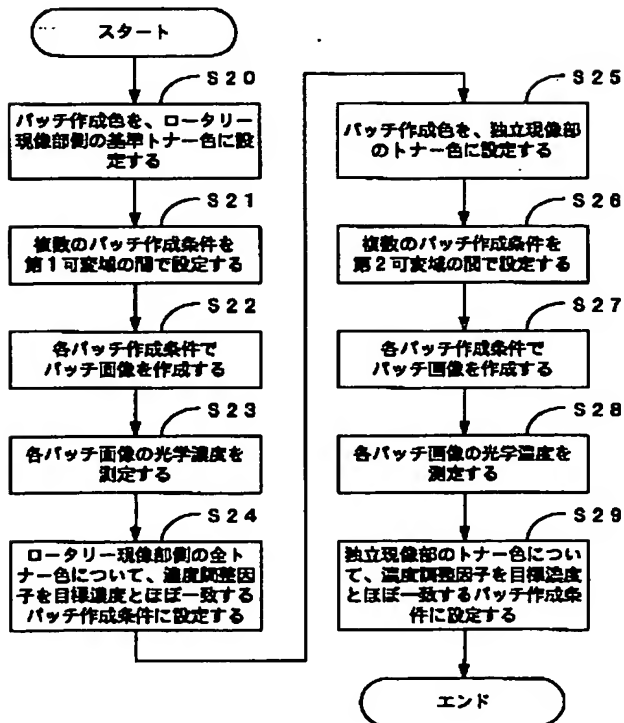 スタート
S20
パッチ作成色を、ロータリー
現像部側の基準トナー色に設
定する
S21
複数のパッチ作成条件を
第1可変域の間で設定する
S22
各パッチ作成条件で
パッチ画像を作成する
S23
各パッチ画像の光学濃度を
測定する
S24
ロータリー現像部側の全ト
ナー色について、濃度調整因
子を目標濃度とほぼ一致する
パッチ作成条件に設定する
S25
パッチ作成色を、独立現像部
のトナー色に設定する
S26
複数のパッチ作成条件を
第2可変域の間で設定する
S27
各パッチ作成条件で
パッチ画像を作成する
S28
各パッチ画像の光学濃度を
測定する
S29
独立現像部のトナー色につい
て、濃度調整因子を目標濃度
とほぼ一致するパッチ作成条
件に設定する
エンド